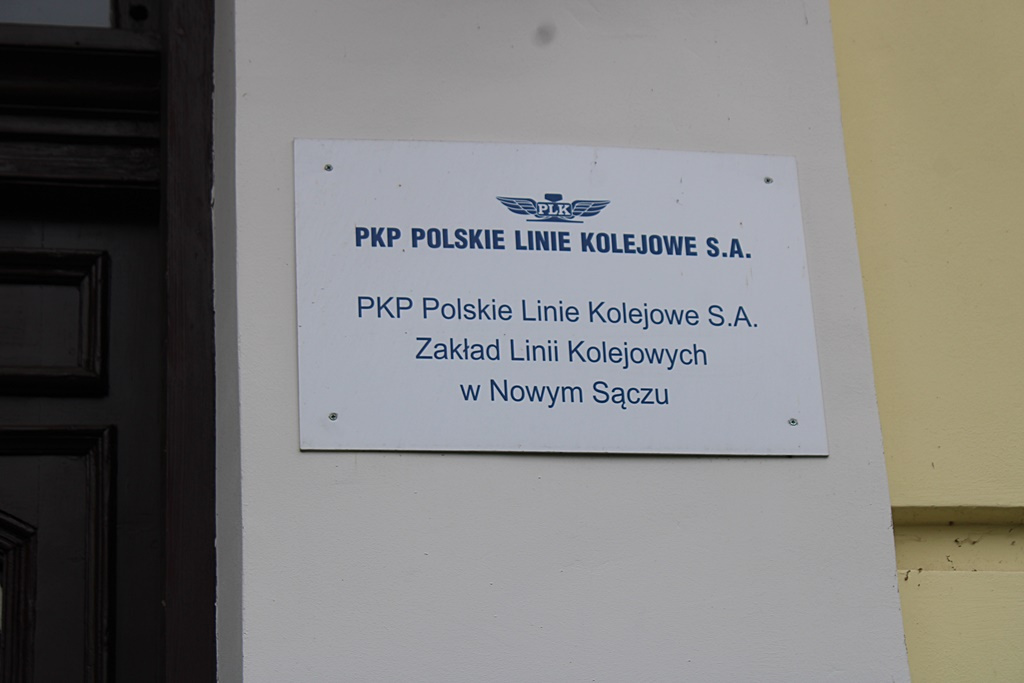 PLK
PKP POLSKIE LINIE KOLEJOWE S.A.
PKP Polskie Linie Kolejowe S.A.
Zakład Linii Kolejowych
w Nowym Sączu